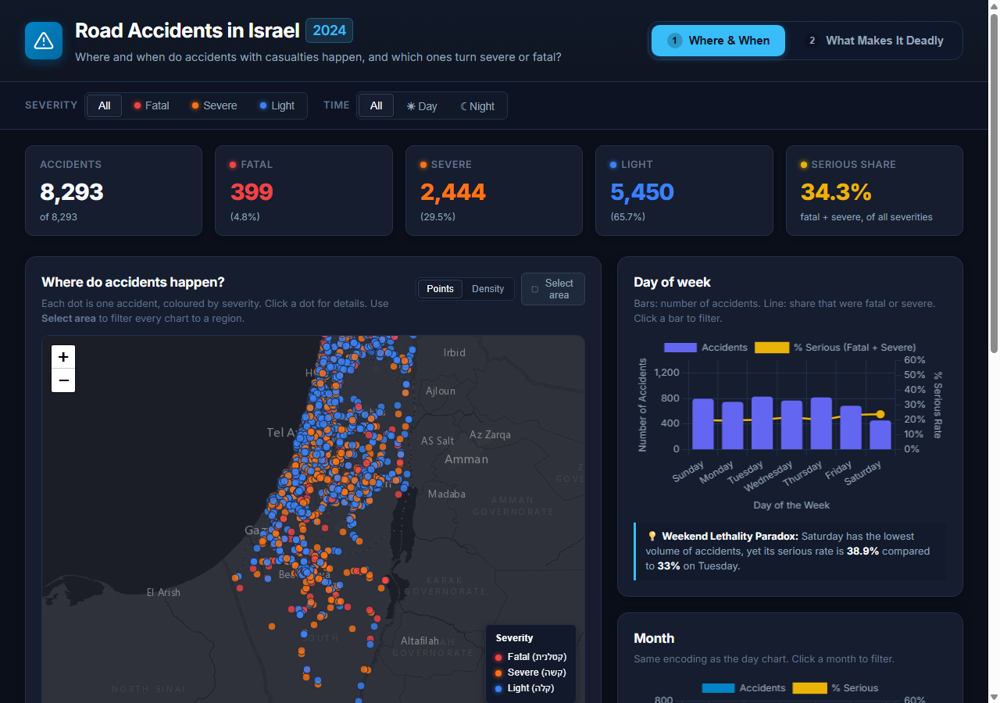 Road Accidents in Israel 2024
Where and when do accidents with casualties happen, and which ones turn severe or fatal?
1 Where & When
2 What Makes It Deadly
SEVERITY All Fatal Severe Light TIME All ☀ Day ☾ Night
ACCIDENTS
8,293
of 8,293
FATAL
399
(4.8%)
SEVERE
2,444
(29.5%)
LIGHT
5,450
(65.7%)
SERIOUS SHARE
34.3%
fatal + severe, of all severities
Where do accidents happen?
Each dot is one accident, coloured by severity. Click a dot for details. Use
Select area to filter every chart to a region.
Points Density
Select
area
+
−
Irbid
Ajloun
Tel A
AS Salt
Az Zarqa
Amman
Madaba
AMMAN
GOVERNORATE
Gaz
El Arish
KARAK
GOVERNORATE
SOUTH
Altafilah
GOVERNORATE
NORTH SINAI
Severity
Fatal (קטלנית)
Severe (קשה)
Light (קלה)
Day of week
Bars: number of accidents. Line: share that were fatal or severe.
Click a bar to filter.
Accidents % Serious (Fatal + Severe)
Number of Accidents
1,200
800
400
0
60%
50%
40%
30%
20%
10%
0%
% Serious Rate
Sunday
Monday
Tuesday
Wednesday
Thursday
Friday
Saturday
Day of the Week
💡 Weekend Lethality Paradox: Saturday has the lowest
volume of accidents, yet its serious rate is 38.9% compared
to 33% on Tuesday.
Month
Same encoding as the day chart. Click a month to filter.
Accidents % Serious
800
60%